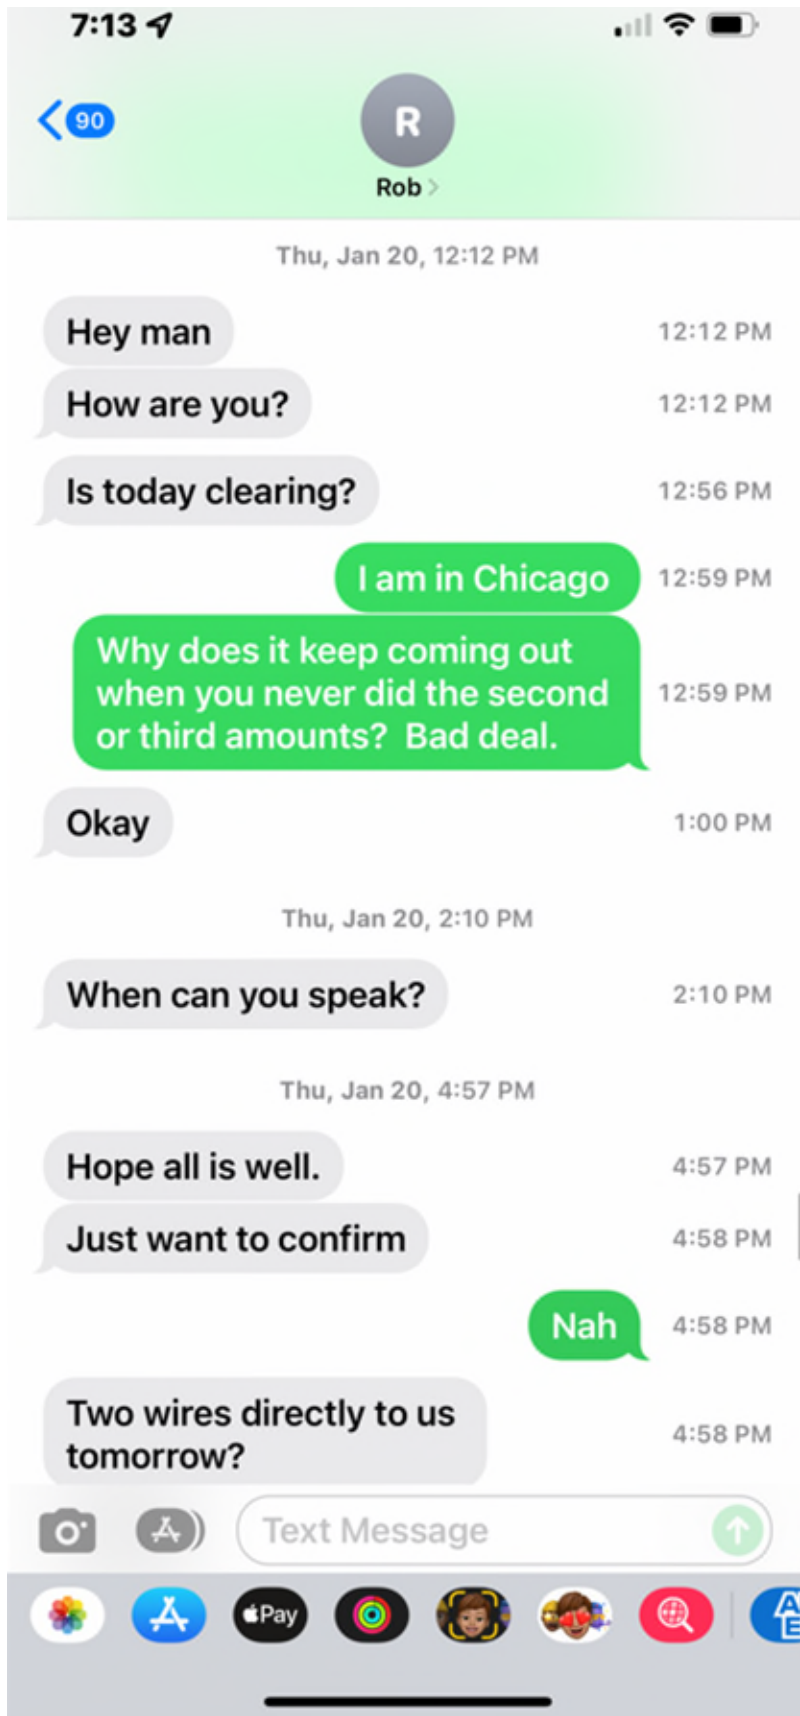 7:13
90
R
Rob
Thu, Jan 20, 12:12 PM
Hey man 12:12 PM
How are you? 12:12 PM
Is today clearing? 12:56 PM
I am in Chicago 12:59 PM
Why does it keep coming out
when you never did the second 12:59 PM
or third amounts?  Bad deal.
Okay 1:00 PM
Thu, Jan 20, 2:10 PM
When can you speak? 2:10 PM
Thu, Jan 20, 4:57 PM
Hope all is well. 4:57 PM
Just want to confirm 4:58 PM
Nah 4:58 PM
Two wires directly to us
tomorrow? 4:58 PM
Text Message
Pay